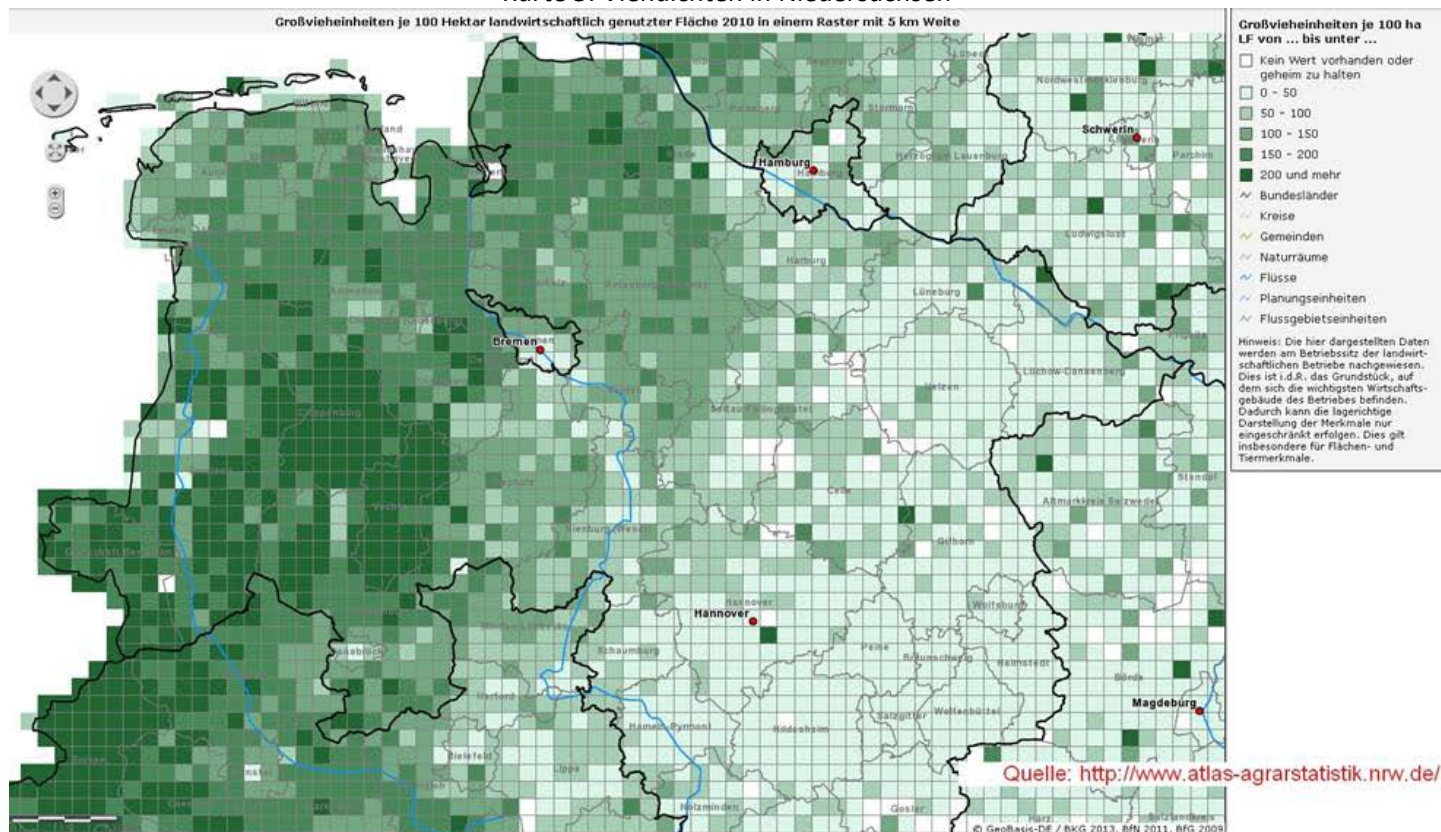 Großvieheinheiten je 100 Hektar landwirtschaftlich genutzter Fläche 2010 in einem Raster mit 5 km Weite
Großvieheinheiten je 100 ha
LF von ... bis unter ...
Kein Wert vorhanden oder
geheim zu halten
0 - 50
50 - 100
100 - 150
150 - 200
200 und mehr
Bundesländer
Kreise
Gemeinden
Naturräume
Flüsse
Planungseinheiten
Flussgebietseinheiten
Hinweis: Die hier dargestellten Daten
werden am Betriebssitz der landwirt-
schaftlichen Betriebe nachgewiesen.
Dies ist i.d.R. das Grundstück, auf
dem sich die wichtigsten Wirtschafts-
gebäude des Betriebes befinden.
Dadurch kann die lagerichtige
Darstellung der Merkmale nur
eingeschränkt erfolgen. Dies gilt
insbesondere für Flächen- und
Tiermerkmale.
Nordwestmecklenburg
Stormarn
Schwerin
Parchim
Hamburg
Herzogtum Lauenburg
Ludwigslust
Harburg
Lüneburg
Bremen
Lüchow-Dannenberg
Uelzen
Cloppenburg
Celle
Altmarkkreis Salzwedel
Stendal
Nienburg (Weser)
Gifhorn
Hannover
Hannover
Wolfsburg
Schaumburg
Peine
Braunschweig
Helmstedt
Börde
Osnabrück
Herford
Magdeburg
Hameln-Pyrmont
Hildesheim
Salzgitter
Wolfenbüttel
Bielefeld
Lippe
Holzminden
Goslar
Quelle: http://www.atlas-agrarstatistik.nrw.de/
© GeoBasis-DE / BKG 2013, BfN 2011, BfG 2009